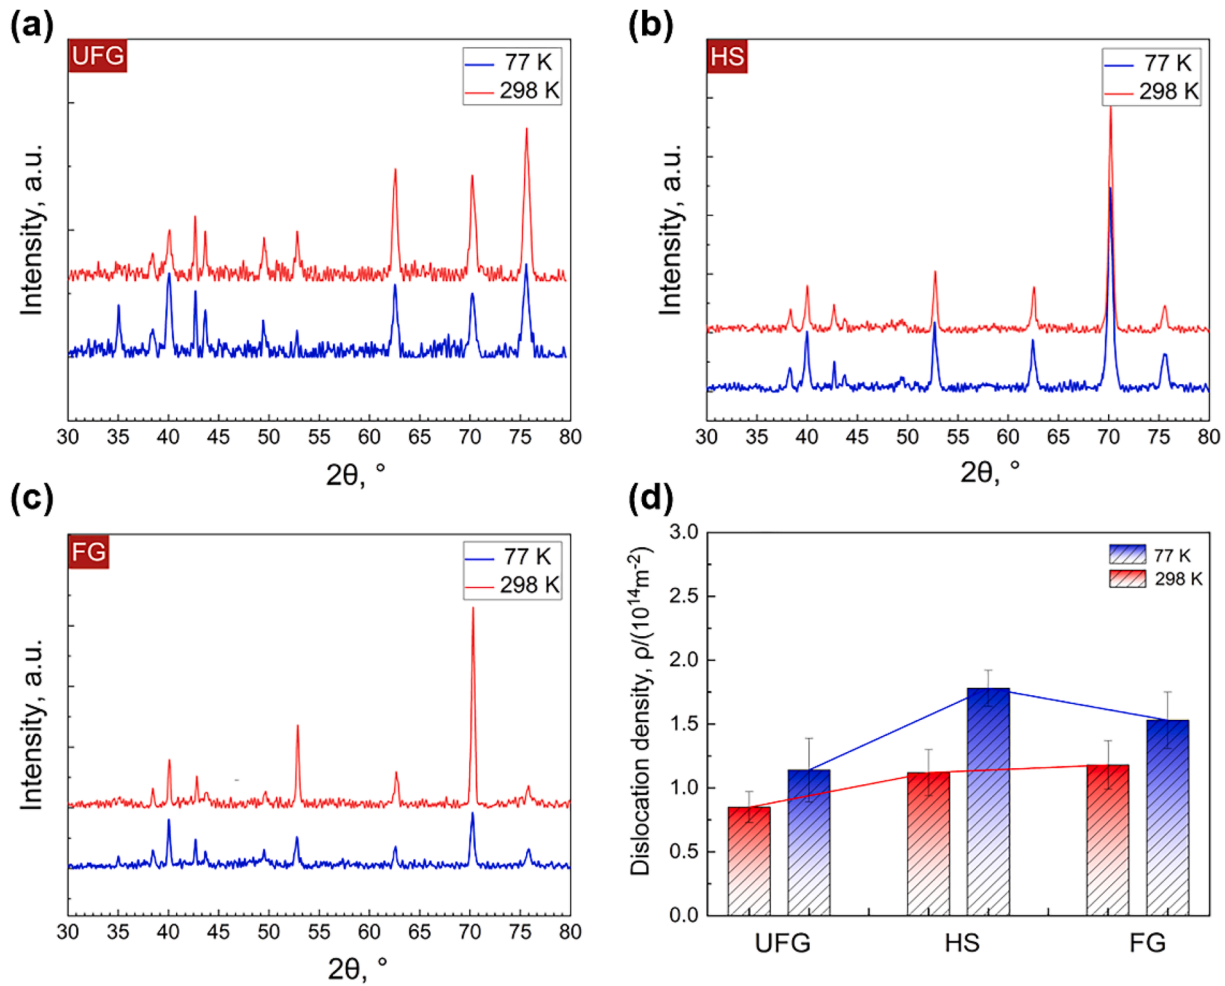 (a)
UFG
77 K
298 K
Intensity, a.u.
30 35 40 45 50 55 60 65 70 75 80
2θ, °
(b)
HS
77 K
298 K
Intensity, a.u.
30 35 40 45 50 55 60 65 70 75 80
2θ, °
(c)
FG
77 K
298 K
Intensity, a.u.
30 35 40 45 50 55 60 65 70 75 80
2θ, °
(d)
77 K
298 K
Dislocation density, ρ/(10¹⁴m⁻²)
3.0
2.5
2.0
1.5
1.0
0.5
0.0
UFG HS FG